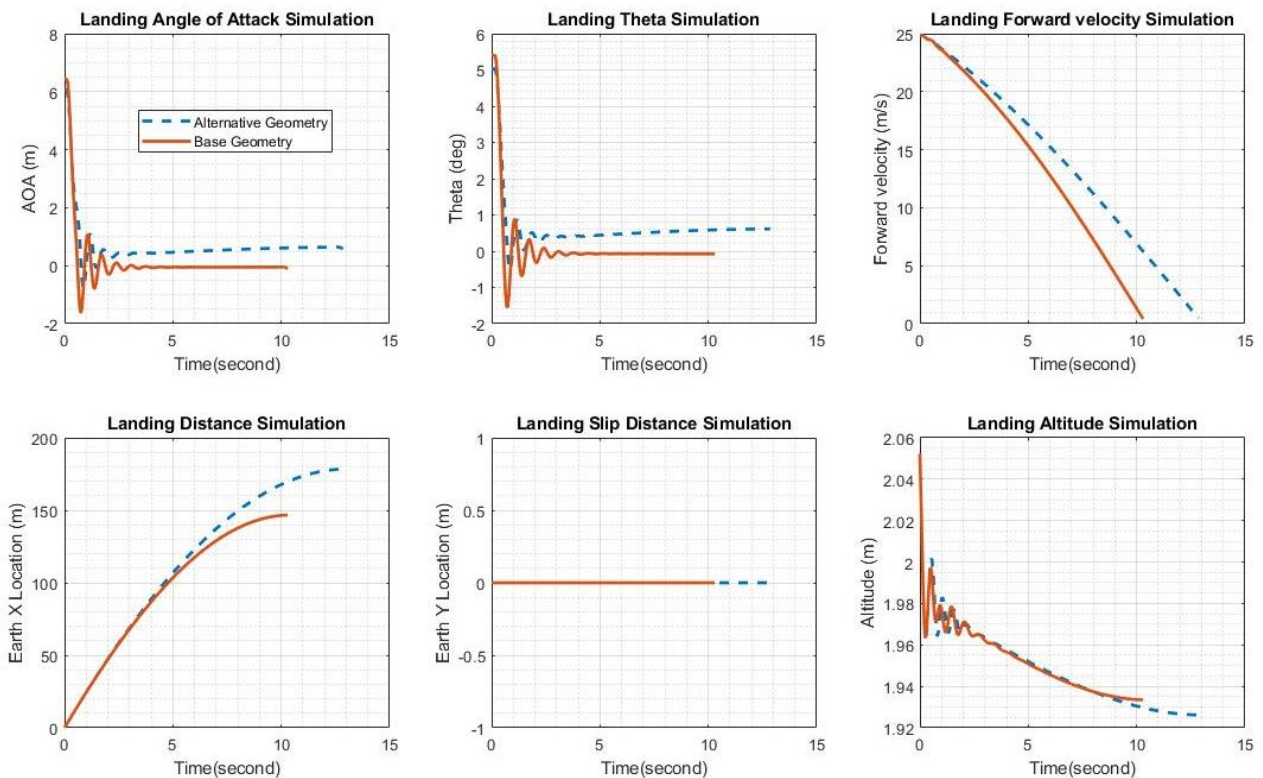 Landing Angle of Attack Simulation
8
6
4
2
0
-2
AOA (m)
Alternative Geometry
Base Geometry
0 5 10 15
Time(second)
Landing Theta Simulation
6
5
4
3
2
1
0
-1
-2
Theta (deg)
0 5 10 15
Time(second)
Landing Forward velocity Simulation
25
20
15
10
5
0
Forward velocity (m/s)
0 5 10 15
Time(second)
Landing Distance Simulation
200
150
100
50
0
Earth X Location (m)
0 5 10 15
Time(second)
Landing Slip Distance Simulation
1
0.5
0
-0.5
-1
Earth Y Location (m)
0 5 10 15
Time(second)
Landing Altitude Simulation
2.06
2.04
2.02
2
1.98
1.96
1.94
1.92
Altitude (m)
0 5 10 15
Time(second)